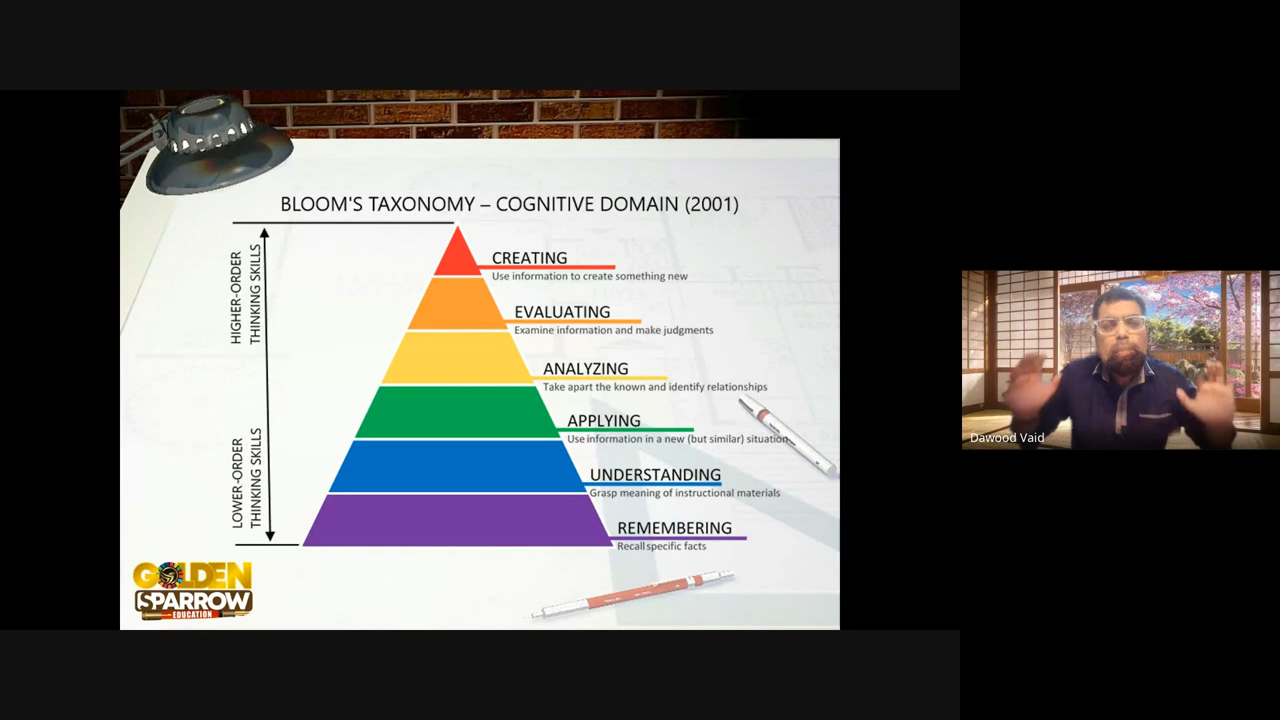 BLOOM'S TAXONOMY – COGNITIVE DOMAIN (2001)
HIGHER-ORDER
THINKING SKILLS
LOWER-ORDER
THINKING SKILLS
CREATING
Use information to create something new
EVALUATING
Examine information and make judgments
ANALYZING
Take apart the known and identify relationships
APPLYING
Use information in a new (but similar) situation
UNDERSTANDING
Grasp meaning of instructional materials
REMEMBERING
Recall specific facts
GOLDEN
SPARROW
EDUCATION
Dawood Vaid